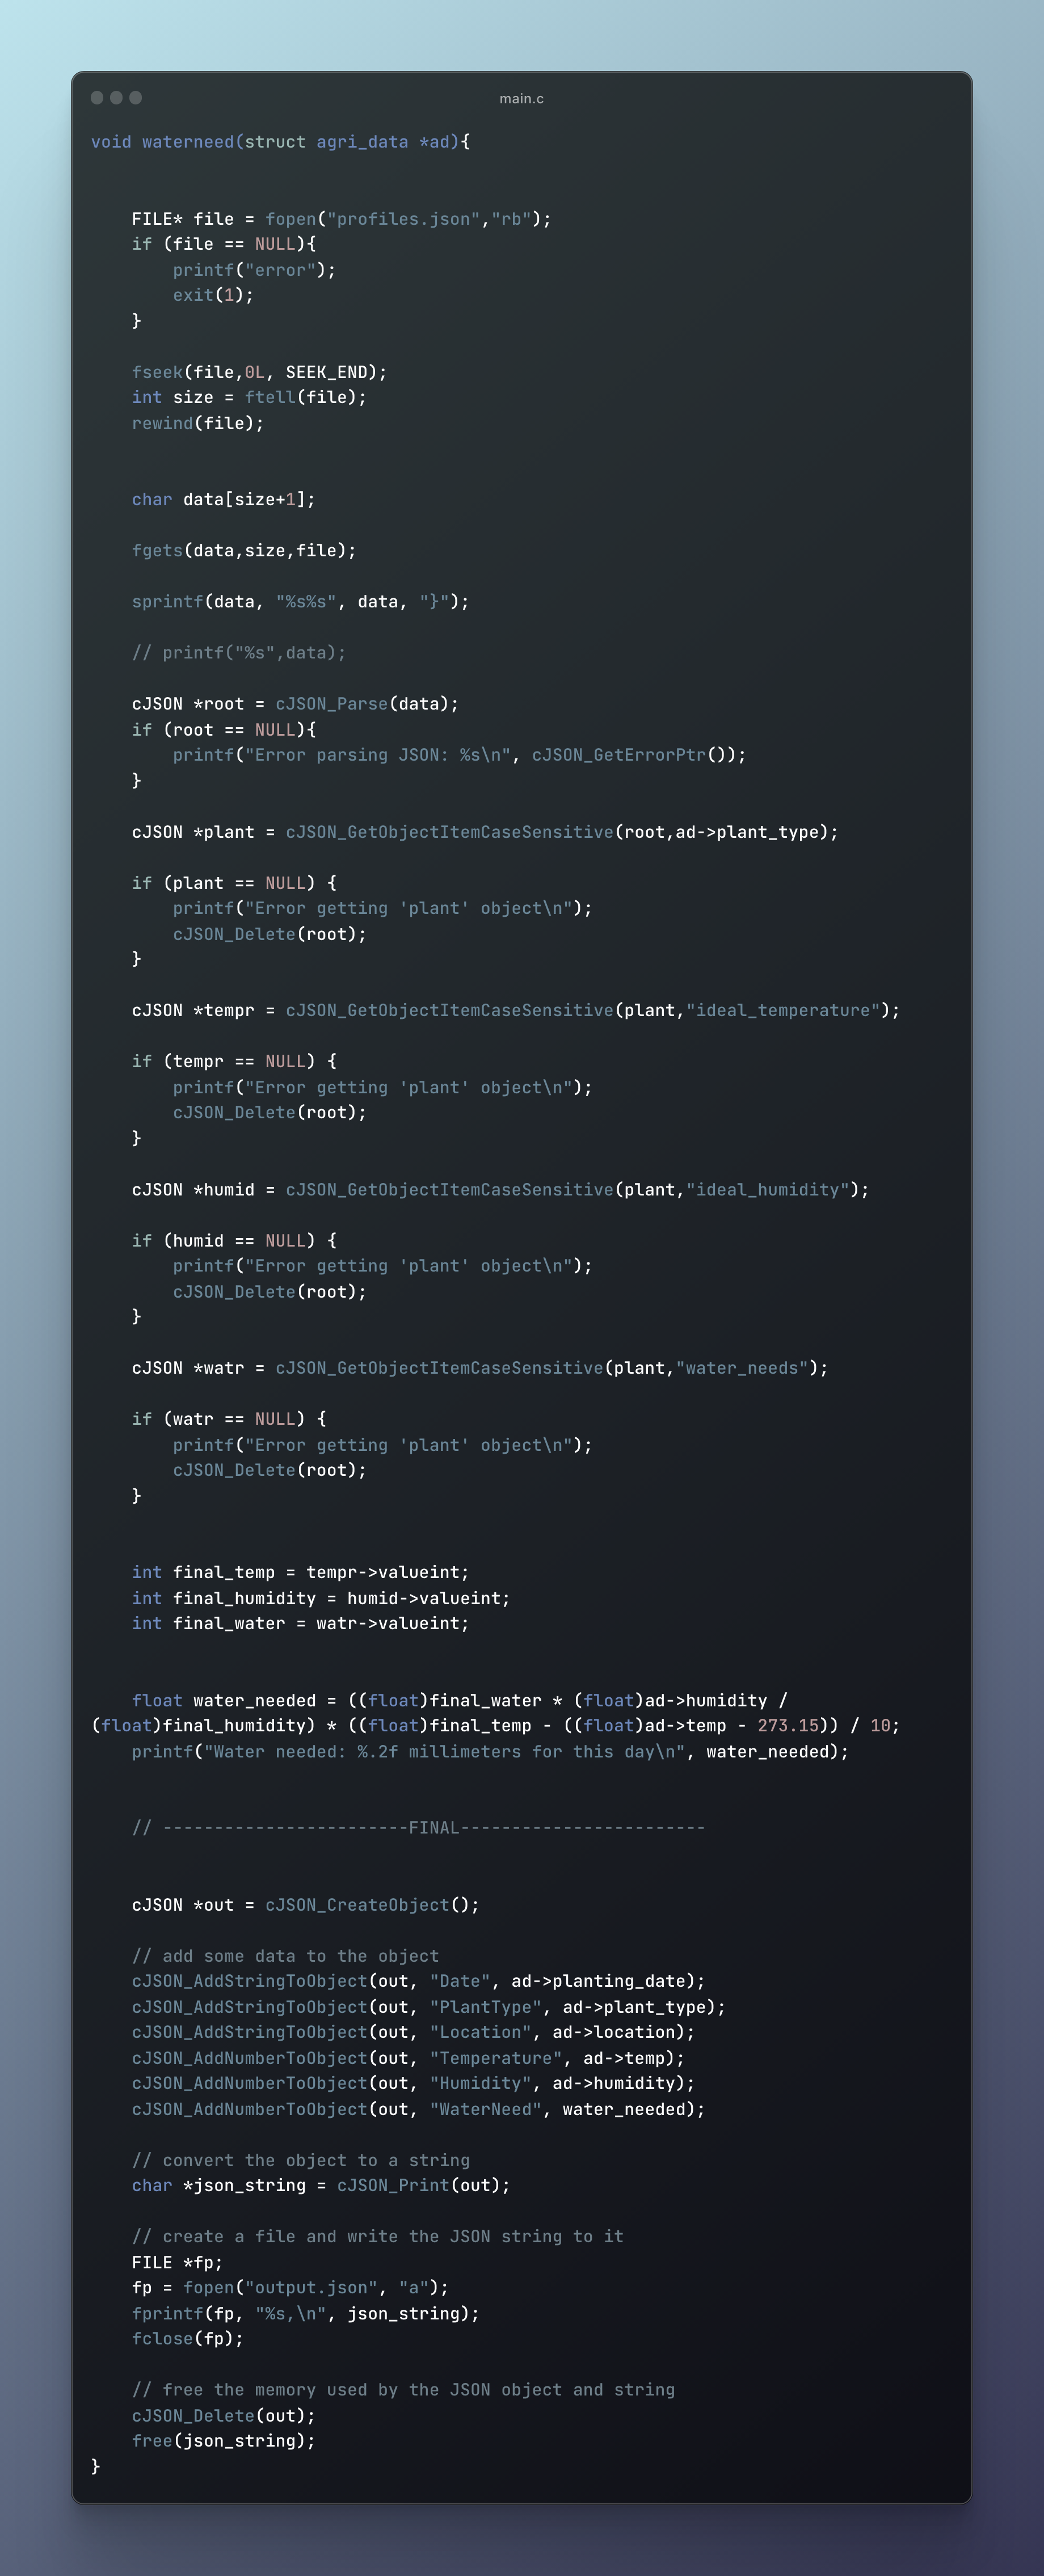 main.c
void waterneed(struct agri_data *ad){
    FILE* file = fopen("profiles.json","rb");
    if (file == NULL){
        printf("error");
        exit(1);
    }
    fseek(file,0L, SEEK_END);
    int size = ftell(file);
    rewind(file);
    char data[size+1];
    fgets(data,size,file);
    sprintf(data, "%s%s", data, "}");
    // printf("%s",data);
    cJSON *root = cJSON_Parse(data);
    if (root == NULL){
        printf("Error parsing JSON: %s\n", cJSON_GetErrorPtr());
    }
    cJSON *plant = cJSON_GetObjectItemCaseSensitive(root,ad->plant_type);
    if (plant == NULL) {
        printf("Error getting 'plant' object\n");
        cJSON_Delete(root);
    }
    cJSON *tempr = cJSON_GetObjectItemCaseSensitive(plant,"ideal_temperature");
    if (tempr == NULL) {
        printf("Error getting 'plant' object\n");
        cJSON_Delete(root);
    }
    cJSON *humid = cJSON_GetObjectItemCaseSensitive(plant,"ideal_humidity");
    if (humid == NULL) {
        printf("Error getting 'plant' object\n");
        cJSON_Delete(root);
    }
    cJSON *watr = cJSON_GetObjectItemCaseSensitive(plant,"water_needs");
    if (watr == NULL) {
        printf("Error getting 'plant' object\n");
        cJSON_Delete(root);
    }
    int final_temp = tempr->valueint;
    int final_humidity = humid->valueint;
    int final_water = watr->valueint;
    float water_needed = ((float)final_water * (float)ad->humidity /
(float)final_humidity) * ((float)final_temp - ((float)ad->temp - 273.15)) / 10;
    printf("Water needed: %.2f millimeters for this day\n", water_needed);
    // ------------------------FINAL------------------------
    cJSON *out = cJSON_CreateObject();
    // add some data to the object
    cJSON_AddStringToObject(out, "Date", ad->planting_date);
    cJSON_AddStringToObject(out, "PlantType", ad->plant_type);
    cJSON_AddStringToObject(out, "Location", ad->location);
    cJSON_AddNumberToObject(out, "Temperature", ad->temp);
    cJSON_AddNumberToObject(out, "Humidity", ad->humidity);
    cJSON_AddNumberToObject(out, "WaterNeed", water_needed);
    // convert the object to a string
    char *json_string = cJSON_Print(out);
    // create a file and write the JSON string to it
    FILE *fp;
    fp = fopen("output.json", "a");
    fprintf(fp, "%s,\n", json_string);
    fclose(fp);
    // free the memory used by the JSON object and string
    cJSON_Delete(out);
    free(json_string);
}